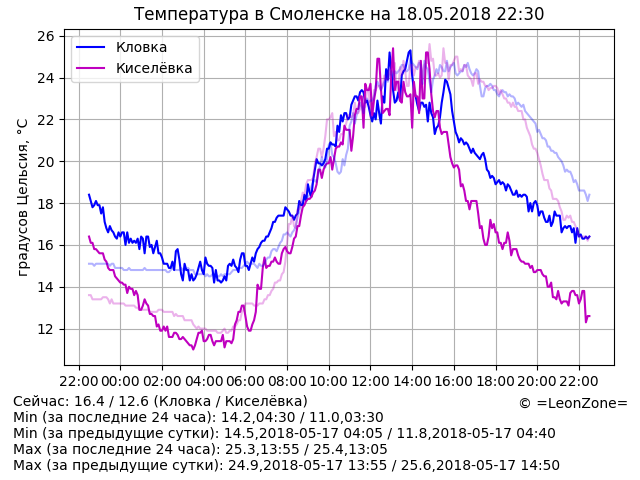 Температура в Смоленске на 18.05.2018 22:30
Кловка
Киселёвка
градусов Цельсия, °C
26
24
22
20
18
16
14
12
22:00 00:00 02:00 04:00 06:00 08:00 10:00 12:00 14:00 16:00 18:00 20:00 22:00
Сейчас: 16.4 / 12.6 (Кловка / Киселёвка)
© =LeonZone=
Min (за последние 24 часа): 14.2,04:30 / 11.0,03:30
Min (за предыдущие сутки): 14.5,2018-05-17 04:05 / 11.8,2018-05-17 04:40
Max (за последние 24 часа): 25.3,13:55 / 25.4,13:05
Max (за предыдущие сутки): 24.9,2018-05-17 13:55 / 25.6,2018-05-17 14:50